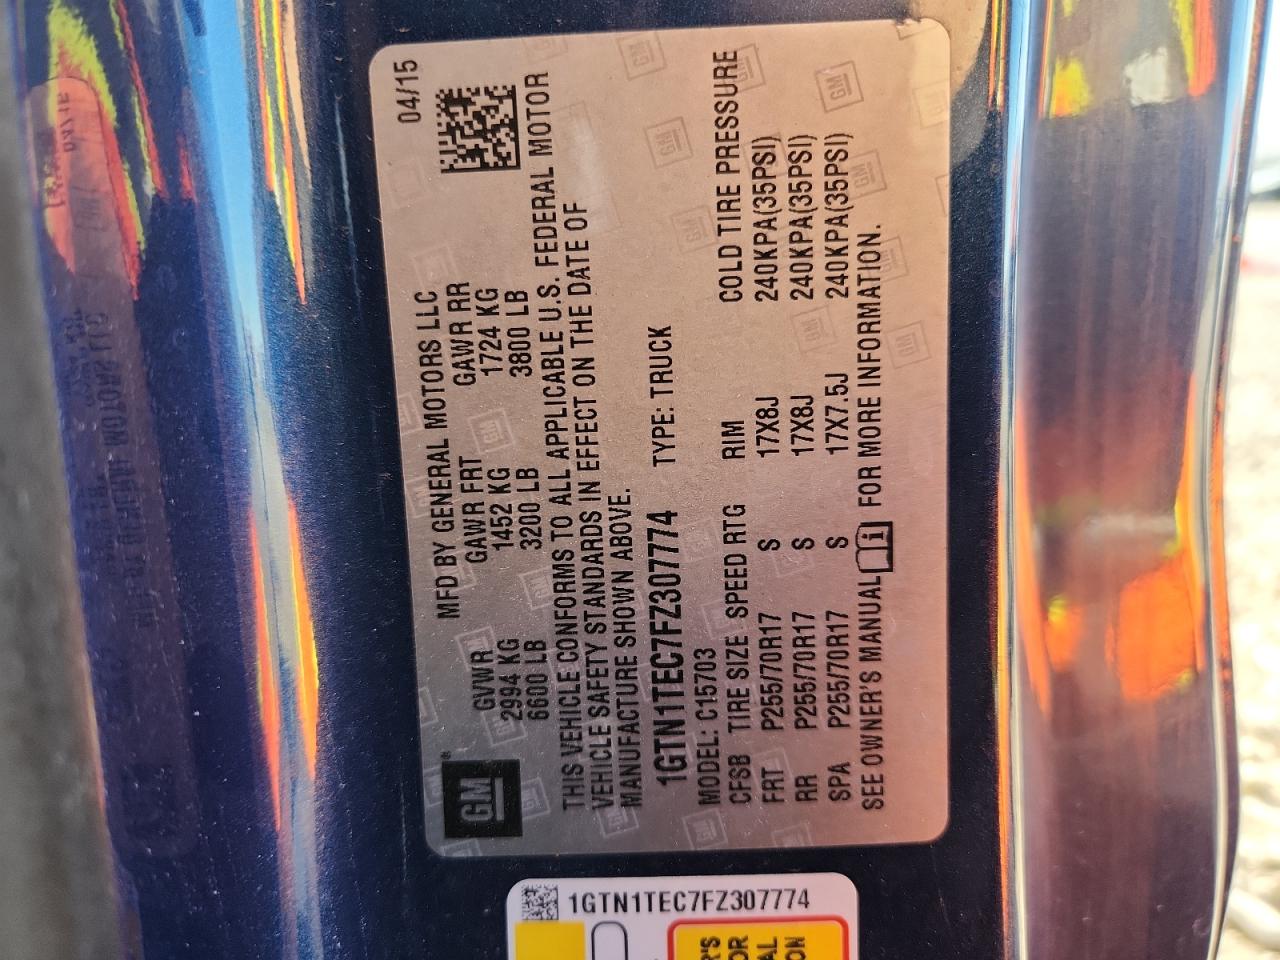 04/15
MFD BY GENERAL MOTORS LLC
GVWR GAWR FRT GAWR RR
2994 KG 1452 KG 1724 KG
6600 LB 3200 LB 3800 LB
GM
THIS VEHICLE CONFORMS TO ALL APPLICABLE U.S. FEDERAL MOTOR
VEHICLE SAFETY STANDARDS IN EFFECT ON THE DATE OF
MANUFACTURE SHOWN ABOVE.
1GTN1TEC7FZ307774 TYPE: TRUCK
MODEL: C15703
CFSB TIRE SIZE SPEED RTG RIM COLD TIRE PRESSURE
FRT P255/70R17 S 17X8J 240KPA(35PSI)
RR P255/70R17 S 17X8J 240KPA(35PSI)
SPA P255/70R17 S 17X7.5J 240KPA(35PSI)
SEE OWNER'S MANUAL i FOR MORE INFORMATION.
1GTN1TEC7FZ307774